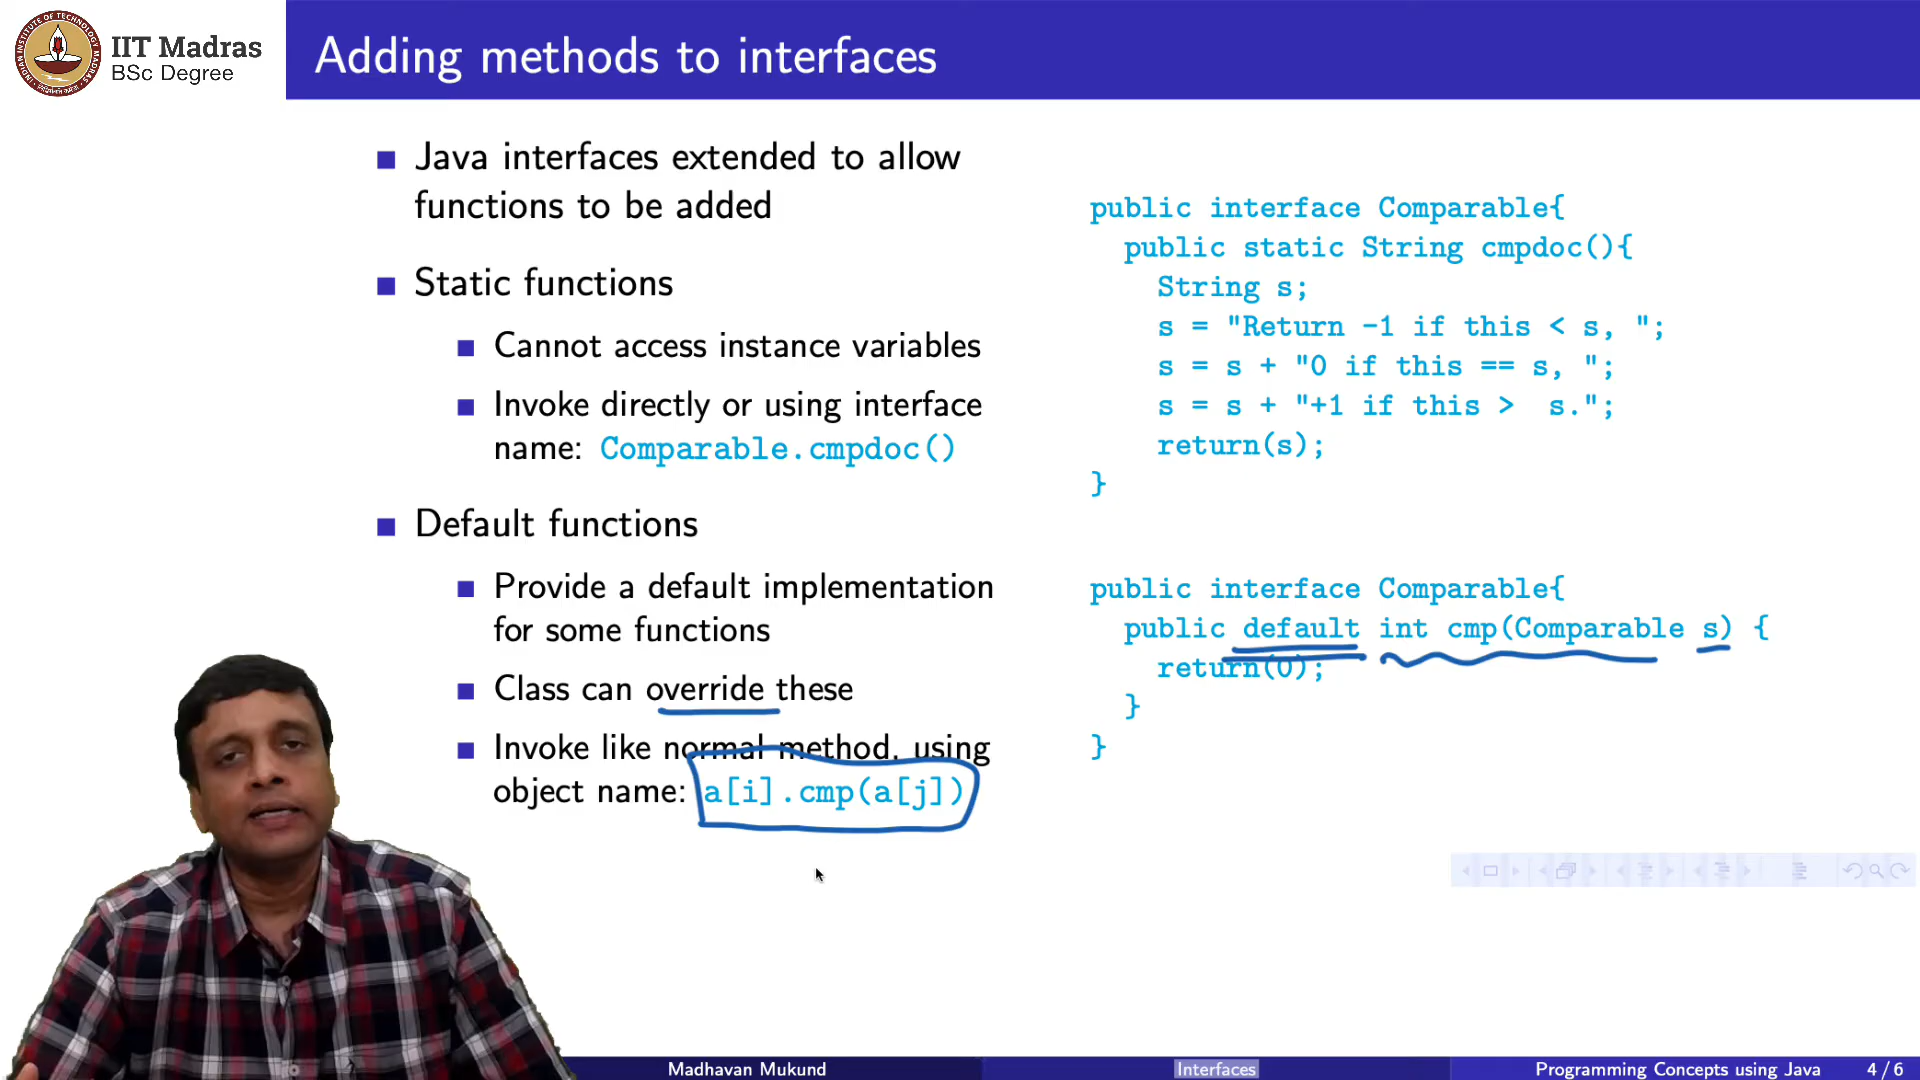 IIT Madras
BSc Degree
Adding methods to interfaces
Java interfaces extended to allow
functions to be added
Static functions
Cannot access instance variables
Invoke directly or using interface
name: Comparable.cmpdoc()
Default functions
Provide a default implementation
for some functions
Class can override these
Invoke like normal method, using
object name: a[i].cmp(a[j])
public interface Comparable{
public static String cmpdoc(){
String s;
s = "Return -1 if this < s, ";
s = s + "0 if this == s, ";
s = s + "+1 if this >  s.";
return(s);
}
public interface Comparable{
public default int cmp(Comparable s) {
return(0);
}
}
Madhavan Mukund
Interfaces
Programming Concepts using Java
4 / 6